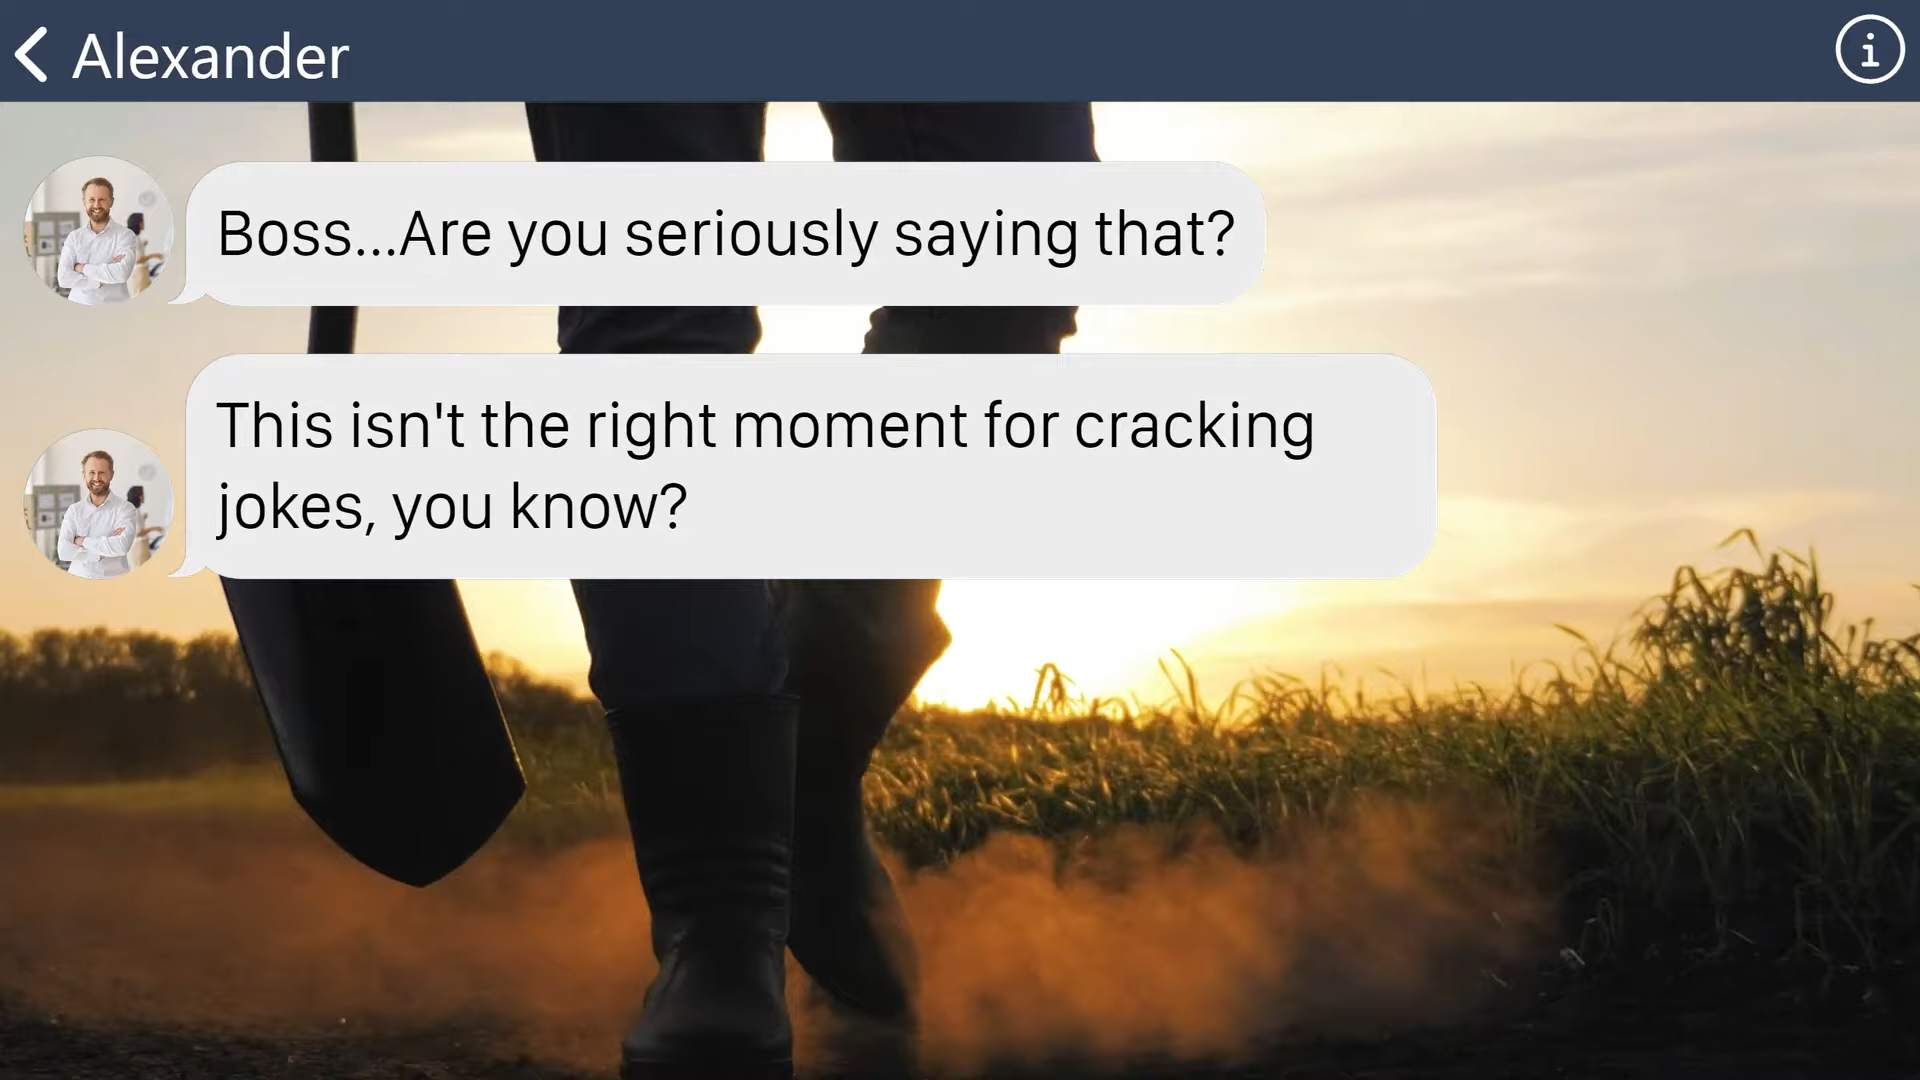 Alexander
Boss...Are you seriously saying that?
This isn't the right moment for cracking
jokes, you know?